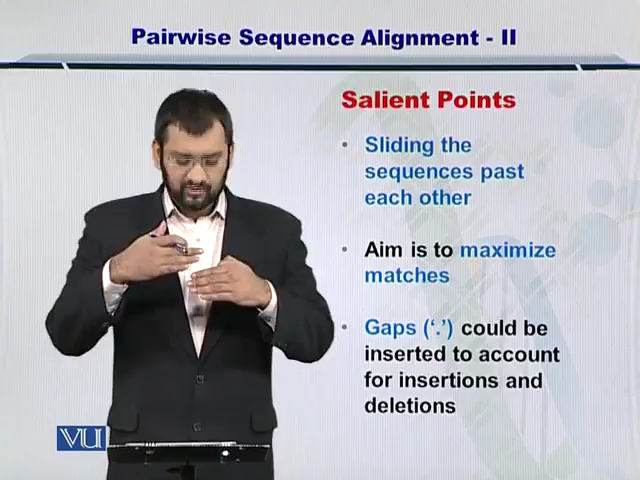 Pairwise Sequence Alignment - II
Salient Points
• Sliding the
sequences past
each other
• Aim is to maximize
matches
• Gaps (‘.’) could be
inserted to account
for insertions and
deletions
VU